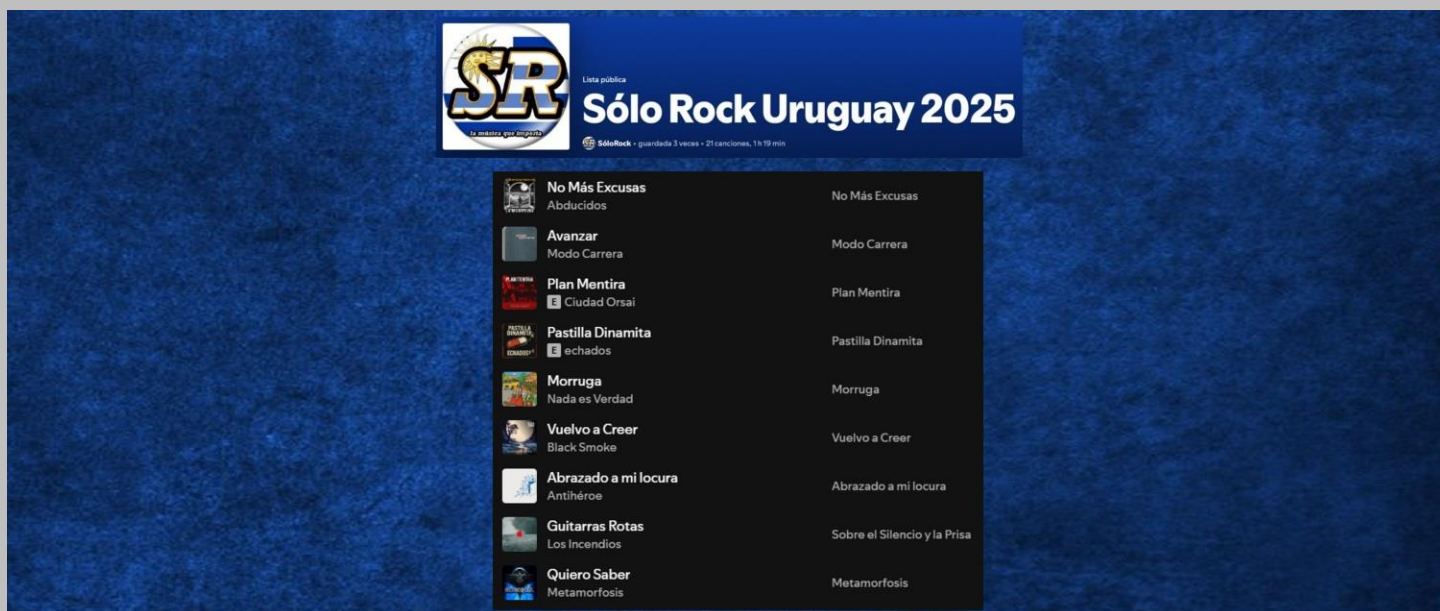 SR
la música que importa
Lista pública
Sólo Rock Uruguay 2025
SóloRock • guardada 3 veces • 21 canciones, 1 h 19 min
No Más Excusas
Abducidos
No Más Excusas
Avanzar
Modo Carrera
Modo Carrera
PLAN MENTIRA
Plan Mentira
E Ciudad Orsai
Plan Mentira
PASTILLA
DINAMITA
ECHADOS
Pastilla Dinamita
E echados
Pastilla Dinamita
Morruga
Nada es Verdad
Morruga
Vuelvo a Creer
Black Smoke
Vuelvo a Creer
Abrazado a mi locura
Antihéroe
Abrazado a mi locura
Guitarras Rotas
Los Incendios
Sobre el Silencio y la Prisa
Quiero Saber
Metamorfosis
Metamorfosis